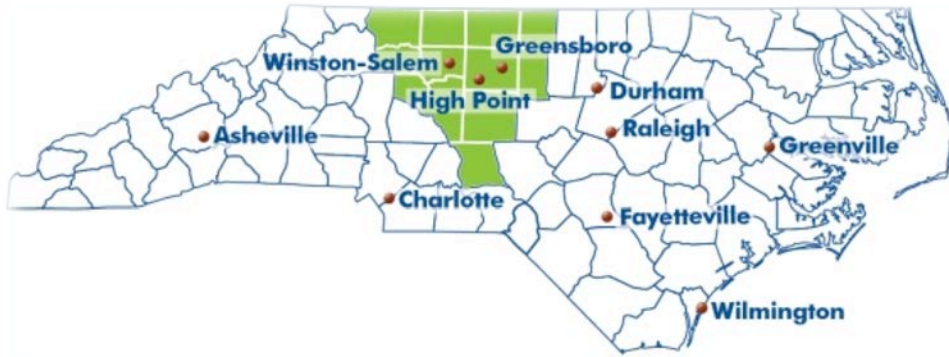 Greensboro
Winston-Salem
High Point
Durham
Raleigh
Asheville
Greenville
Charlotte
Fayetteville
Wilmington